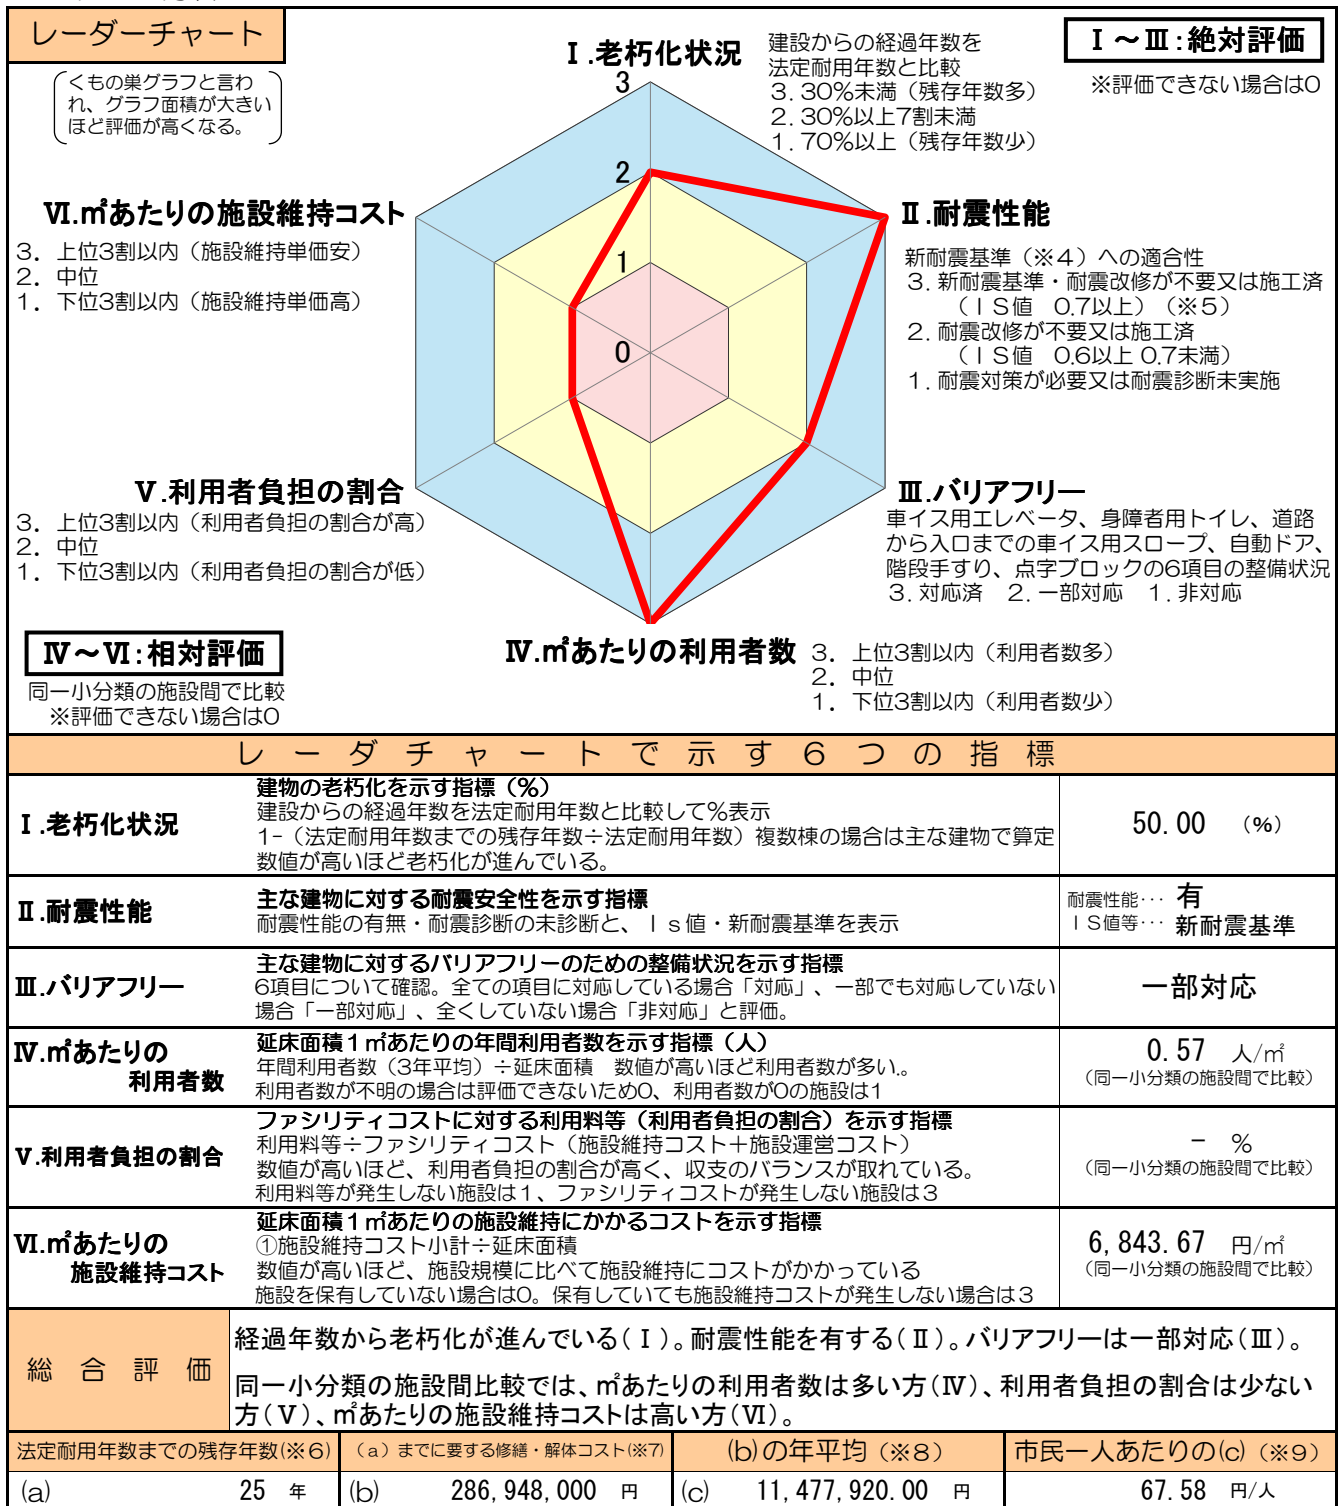 レーダーチャート
くもの巣グラフと言わ
れ、グラフ面積が大きい
ほど評価が高くなる。
Ⅰ～Ⅲ：絶対評価
※評価できない場合は0
Ⅰ.老朽化状況
建設からの経過年数を
法定耐用年数と比較
3. 30％未満（残存年数多）
2. 30％以上7割未満
1. 70％以上（残存年数少）
3
2
1
0
Ⅱ.耐震性能
新耐震基準（※４）への適合性
3. 新耐震基準・耐震改修が不要又は施工済
（ＩＳ値　0.7以上）（※５）
2. 耐震改修が不要又は施工済
（ＩＳ値　0.6以上 0.7未満）
1. 耐震対策が必要又は耐震診断未実施
Ⅵ.㎡あたりの施設維持コスト
3. 上位3割以内（施設維持単価安）
2. 中位
1. 下位3割以内（施設維持単価高）
Ⅴ.利用者負担の割合
3. 上位3割以内（利用者負担の割合が高）
2. 中位
1. 下位3割以内（利用者負担の割合が低）
Ⅲ.バリアフリー
車イス用エレベータ、身障者用トイレ、道路
から入口までの車イス用スロープ、自動ドア、
階段手すり、点字ブロックの6項目の整備状況
3. 対応済　2. 一部対応　1. 非対応
Ⅳ～Ⅵ：相対評価
同一小分類の施設間で比較
※評価できない場合は0
Ⅳ.㎡あたりの利用者数
3. 上位3割以内（利用者数多）
2. 中位
1. 下位3割以内（利用者数少）
レーダチャートで示す６つの指標
Ⅰ.老朽化状況
建物の老朽化を示す指標（％）
建設からの経過年数を法定耐用年数と比較して％表示
1-（法定耐用年数までの残存年数÷法定耐用年数）複数棟の場合は主な建物で算定
数値が高いほど老朽化が進んでいる。
50.00　（％）
Ⅱ.耐震性能
主な建物に対する耐震安全性を示す指標
耐震性能の有無・耐震診断の未診断と、Ｉｓ値・新耐震基準を表示
耐震性能･･･ 有
ＩＳ値等･･･ 新耐震基準
Ⅲ.バリアフリー
主な建物に対するバリアフリーのための整備状況を示す指標
6項目について確認。全ての項目に対応している場合「対応」、一部でも対応していない
場合「一部対応」、全くしていない場合「非対応」と評価。
一部対応
Ⅳ.㎡あたりの
利用者数
延床面積１㎡あたりの年間利用者数を示す指標（人）
年間利用者数（3年平均）÷延床面積　数値が高いほど利用者数が多い。
利用者数が不明の場合は評価できないため0、利用者数が0の施設は1
0.57　人/㎡
（同一小分類の施設間で比較）
Ⅴ.利用者負担の割合
ファシリティコストに対する利用料等（利用者負担の割合）を示す指標
利用料等÷ファシリティコスト（施設維持コスト＋施設運営コスト）
数値が高いほど、利用者負担の割合が高く、収支のバランスが取れている。
利用料等が発生しない施設は１、ファシリティコストが発生しない施設は３
－　％
（同一小分類の施設間で比較）
Ⅵ.㎡あたりの
施設維持コスト
延床面積１㎡あたりの施設維持にかかるコストを示す指標
①施設維持コスト小計÷延床面積
数値が高いほど、施設規模に比べて施設維持にコストがかかっている
施設を保有していない場合は0。保有していても施設維持コストが発生しない場合は３
6,843.67　円/㎡
（同一小分類の施設間で比較）
総合評価
経過年数から老朽化が進んでいる（Ⅰ）。耐震性能を有する（Ⅱ）。バリアフリーは一部対応（Ⅲ）。
同一小分類の施設間比較では、㎡あたりの利用者数は多い方（Ⅳ）、利用者負担の割合は少ない
方（Ⅴ）、㎡あたりの施設維持コストは高い方（Ⅵ）。
法定耐用年数までの残存年数(※６)
（a）までに要する修繕・解体コスト(※７)
(b)の年平均（※８）
市民一人あたりの(c)（※９）
(a)　25 年
(b)　286,948,000 円
(c)　11,477,920.00 円
67.58 円/人